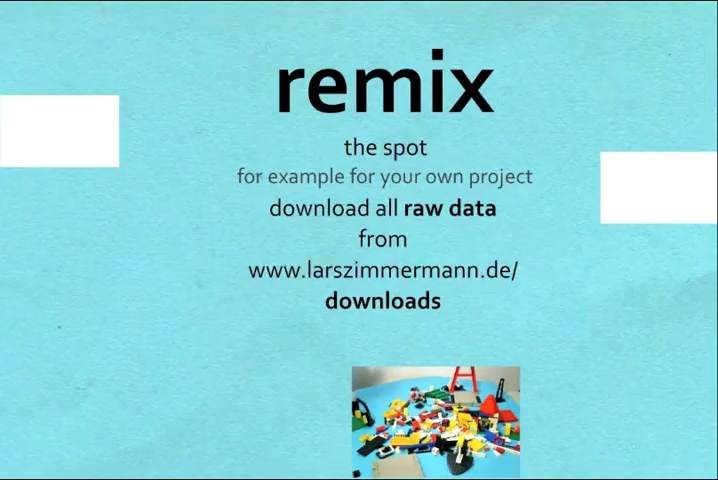 remix
the spot
for example for your own project
download all raw data
from
www.larszimmermann.de/
downloads